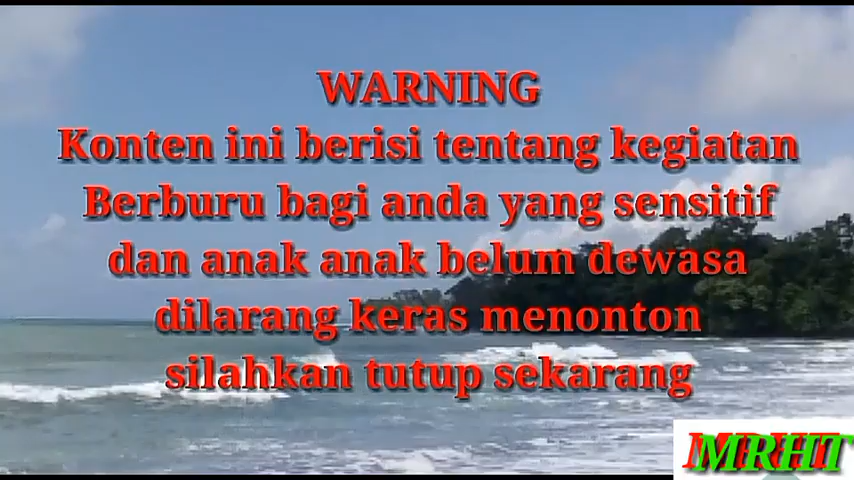 WARNING
Konten ini berisi tentang kegiatan
Berburu bagi anda yang sensitif
dan anak anak belum dewasa
dilarang keras menonton
silahkan tutup sekarang
MRHT